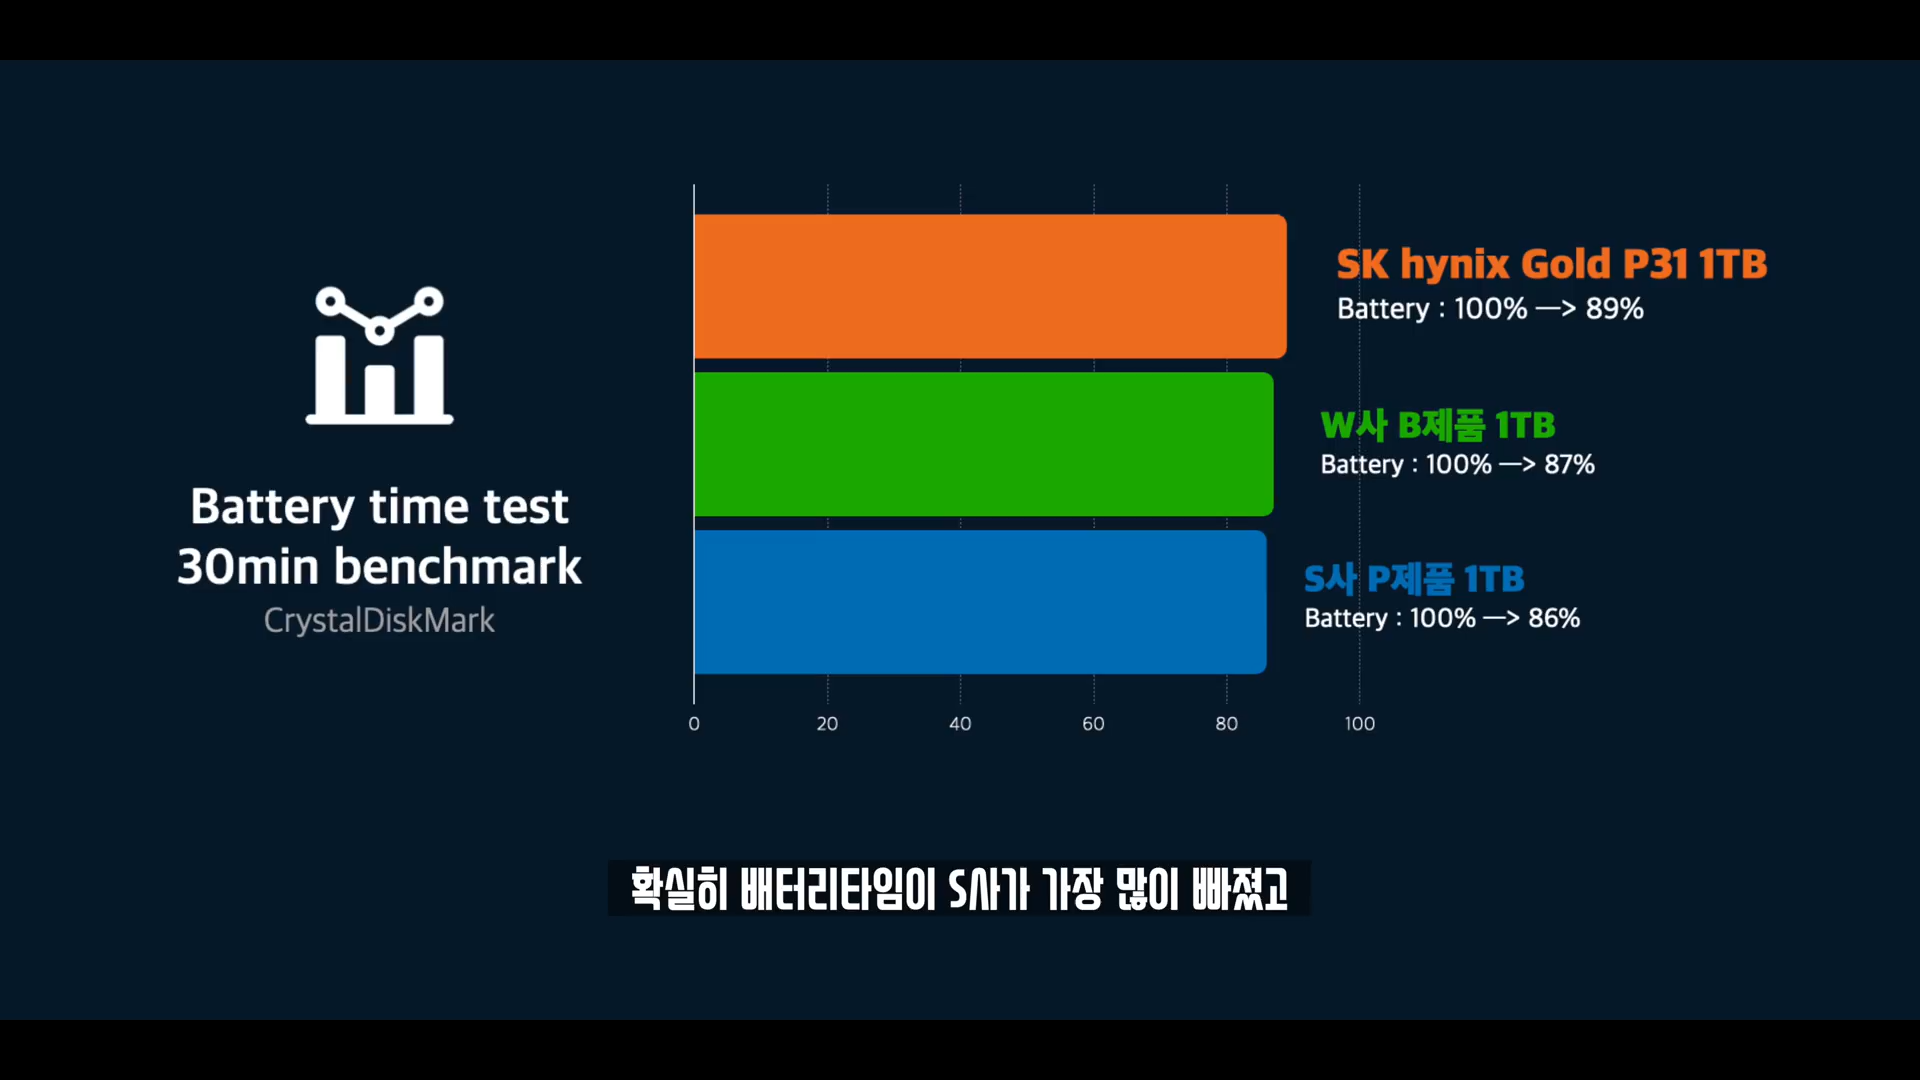 Battery time test
30min benchmark
CrystalDiskMark
SK hynix Gold P31 1TB
Battery : 100% —> 89%
W사 B제품 1TB
Battery : 100% —> 87%
S사 P제품 1TB
Battery : 100% —> 86%
0 20 40 60 80 100
확실히 배터리타임이 S사가 가장 많이 빠졌고